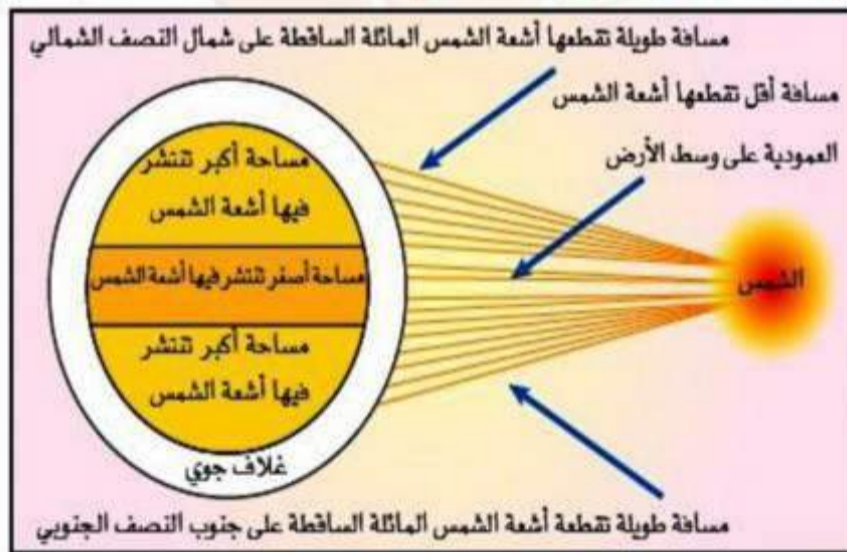 مسافة طويلة تقطعها أشعة الشمس المائلة الساقطة على شمال النصف الشمالي
مسافة أقل تقطعها أشعة الشمس
العمودية على وسط الأرض
مساحة أكبر تنتشر
فيها أشعة الشمس
مساحة أصغر تنتشر فيها أشعة الشمس
مساحة أكبر تنتشر
فيها أشعة الشمس
غلاف جوي
الشمس
مسافة طويلة تقطعة أشعة الشمس المائلة الساقطة على جنوب النصف الجنوبي